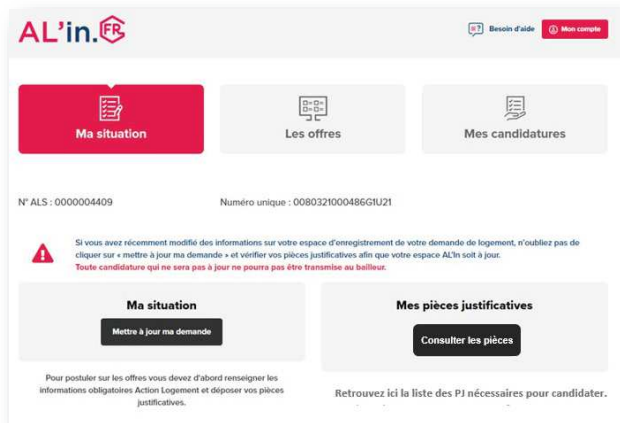 AL'in.FR
Besoin d'aide
Mon compte
Ma situation
Les offres
Mes candidatures
N° ALS : 0000004409
Numéro unique : 0080321000486G1U21
Si vous avez récemment modifié des informations sur votre espace d'enregistrement de votre demande de logement, n'oubliez pas de
cliquer sur « mettre à jour ma demande » et vérifier vos pièces justificatives afin que votre espace AL'in soit à jour.
Toute candidature qui ne sera pas à jour ne pourra pas être transmise au bailleur.
Ma situation
Mettre à jour ma demande
Pour postuler sur les offres vous devez d'abord renseigner les
informations obligatoires Action Logement et déposer vos pièces
justificatives.
Mes pièces justificatives
Consulter les pièces
Retrouvez ici la liste des PJ nécessaires pour candidater.